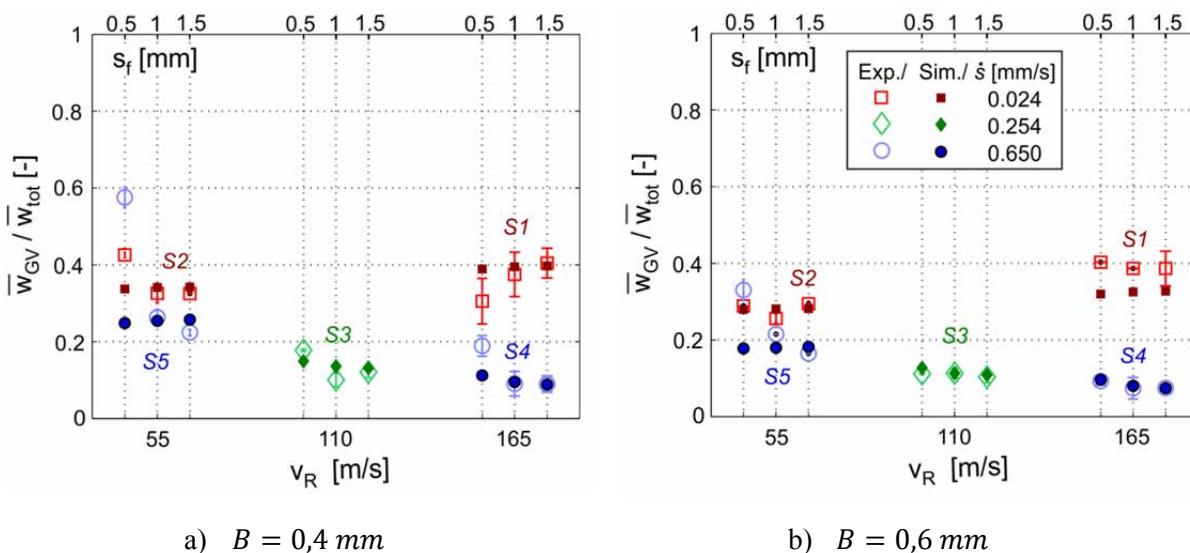 0.5 1 1.5 0.5 1 1.5 0.5 1 1.5
s_f [mm]
1
0.8
0.6
0.4
0.2
0
w̅_GV / w̅_tot [-]
S2
S5
S3
S1
S4
55 110 165
v_R [m/s]
a) B = 0,4 mm
0.5 1 1.5 0.5 1 1.5 0.5 1 1.5
s_f [mm]
1
0.8
0.6
0.4
0.2
0
w̅_GV / w̅_tot [-]
Exp./ Sim./ ṡ [mm/s]
0.024
0.254
0.650
S2
S5
S3
S1
S4
55 110 165
v_R [m/s]
b) B = 0,6 mm